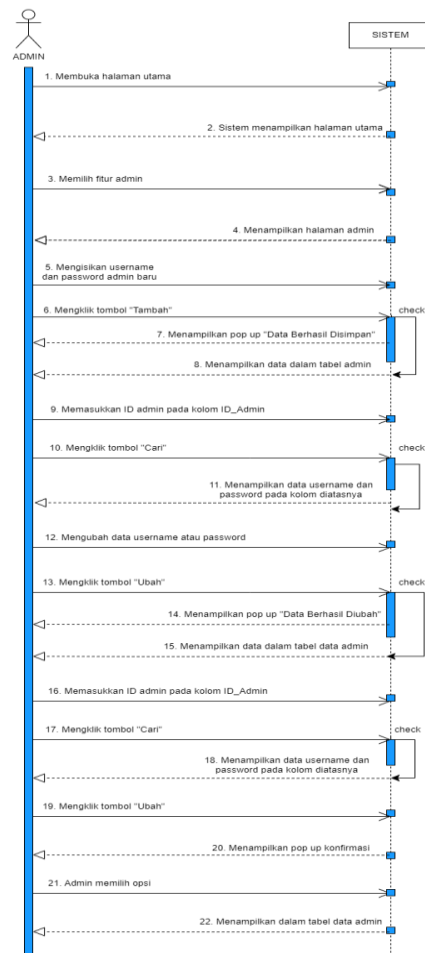 ADMIN
SISTEM
1. Membuka halaman utama
2. Sistem menampilkan halaman utama
3. Memilih fitur admin
4. Menampilkan halaman admin
5. Mengisikan username
dan password admin baru
6. Mengklik tombol "Tambah"
check
7. Menampilkan pop up "Data Berhasil Disimpan"
8. Menampilkan data dalam tabel admin
9. Memasukkan ID admin pada kolom ID_Admin
10. Mengklik tombol "Cari"
check
11. Menampilkan data username dan
password pada kolom diatasnya
12. Mengubah data username atau password
13. Mengklik tombol "Ubah"
check
14. Menampilkan pop up "Data Berhasil Diubah"
15. Menampilkan data dalam tabel data admin
16. Memasukkan ID admin pada kolom ID_Admin
17. Mengklik tombol "Cari"
check
18. Menampilkan data username dan
password pada kolom diatasnya
19. Mengklik tombol "Ubah"
20. Menampilkan pop up konfirmasi
21. Admin memilih opsi
22. Menampilkan dalam tabel data admin